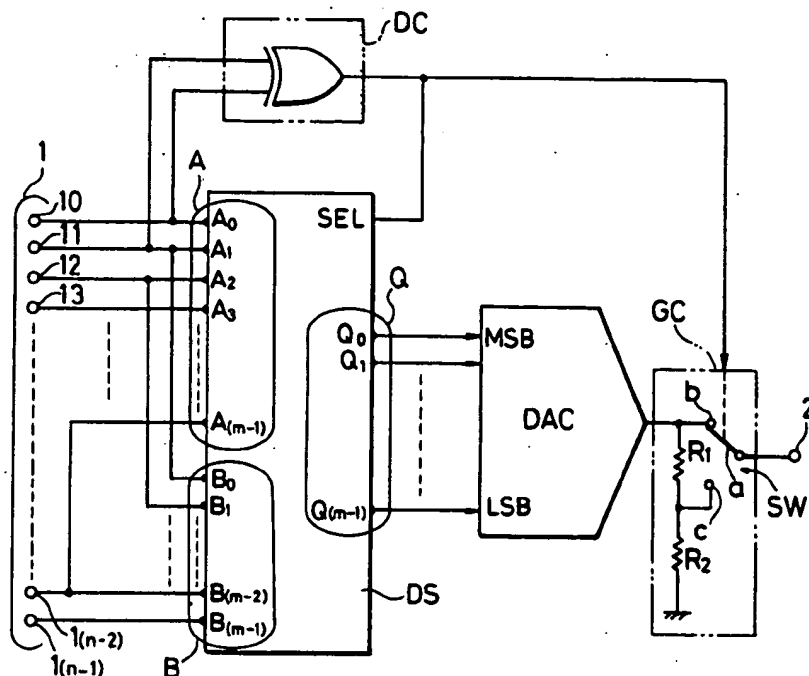 DC
1
A
10
A0
SEL
11
A1
12
A2
Q
13
A3
Q0
MSB
GC
Q1
b
2
A(m-1)
DAC
R1
a
SW
B0
c
B1
Q(m-1)
LSB
R2
B(m-2)
DS
B(m-1)
1(n-2)
1(n-1)
B